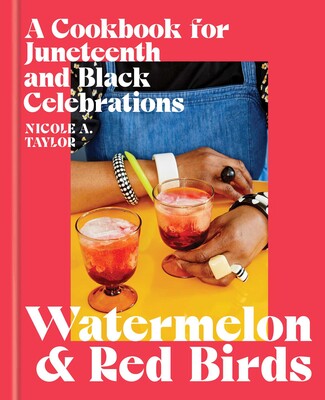 A Cookbook for
Juneteenth
and Black
Celebrations
NICOLE A.
TAYLOR
Watermelon
& Red Birds